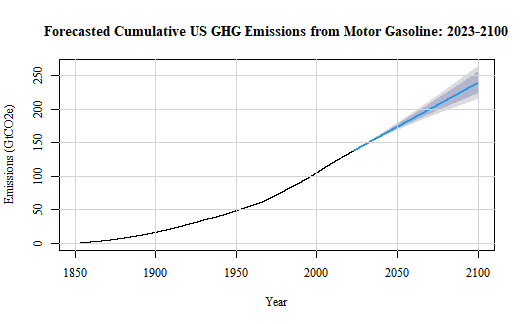 Forecasted Cumulative US GHG Emissions from Motor Gasoline: 2023-2100
Emissions (GtCO2e)
250
200
150
100
50
0
1850 1900 1950 2000 2050 2100
Year